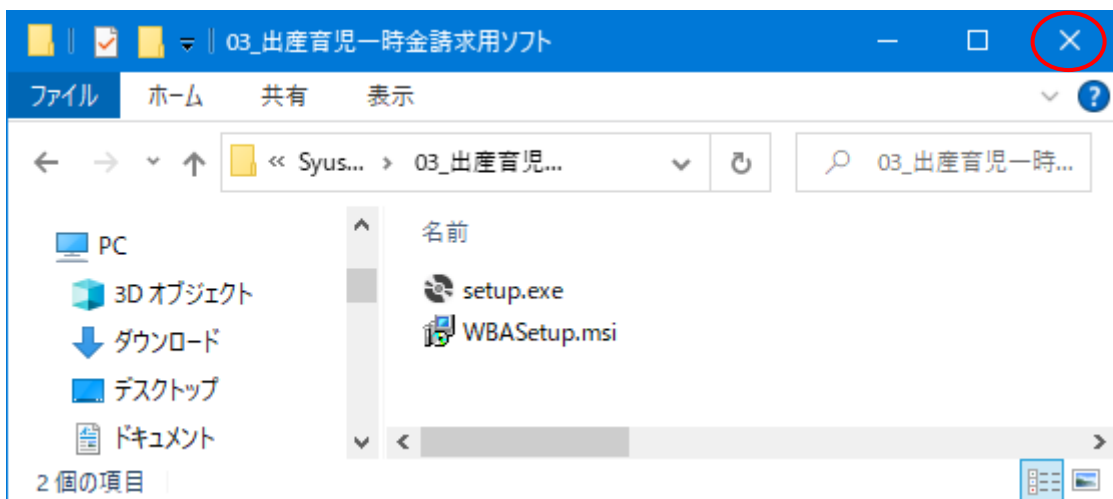 03_出産育児一時金請求用ソフト
ファイル ホーム 共有 表示
« Syus... › 03_出産育児... 03_出産育児一時...
PC
3D オブジェクト
ダウンロード
デスクトップ
ドキュメント
名前
setup.exe
WBASetup.msi
2 個の項目